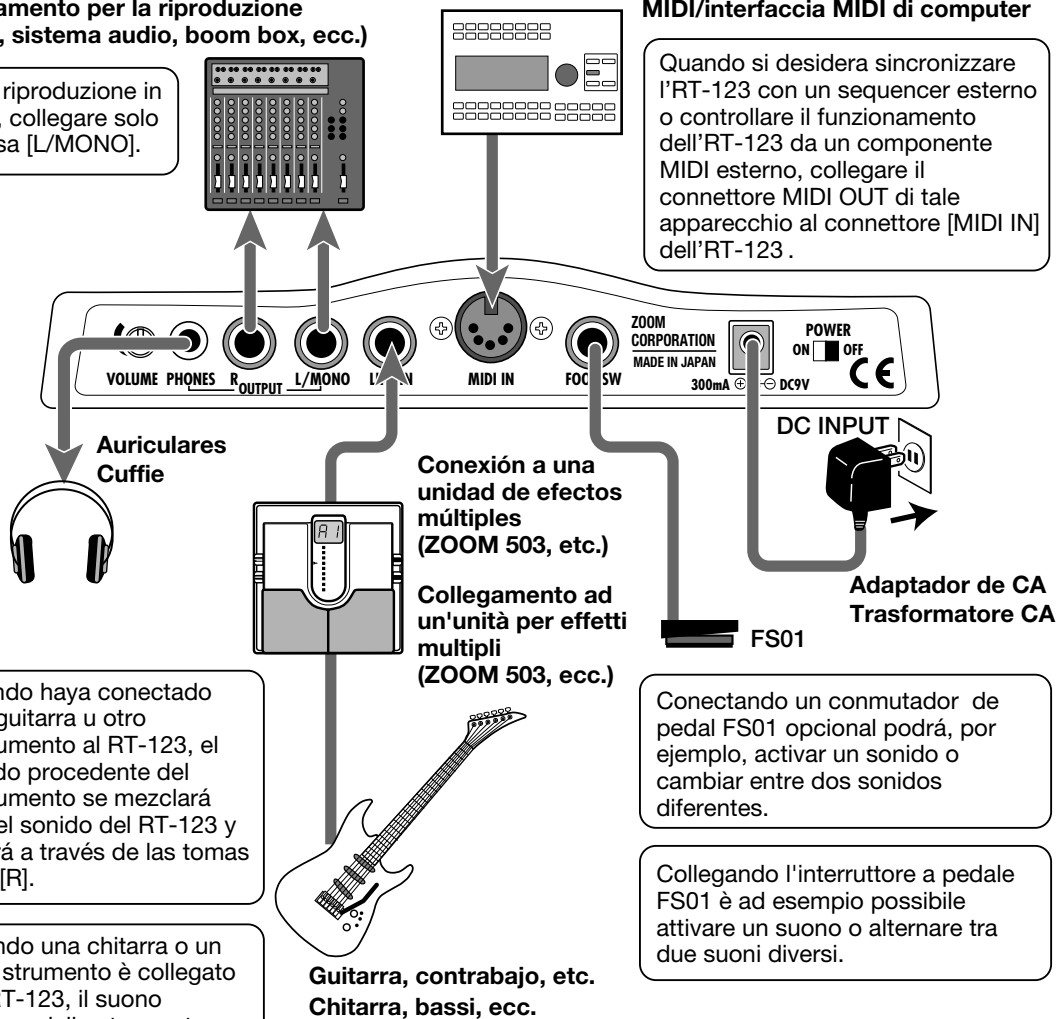 amento per la riproduzione
, sistema audio, boom box, ecc.)
riproduzione in
, collegare solo
sa [L/MONO].
MIDI/interfaccia MIDI di computer
Quando si desidera sincronizzare
l'RT-123 con un sequencer esterno
o controllare il funzionamento
dell'RT-123 da un componente
MIDI esterno, collegare il
connettore MIDI OUT di tale
apparecchio al connettore [MIDI IN]
dell'RT-123 .
VOLUME PHONES R OUTPUT L/MONO
MIDI IN
ZOOM
CORPORATION
MADE IN JAPAN
POWER
ON OFF
300mA ⊕ ⊖ DC9V
CE
DC INPUT
Auriculares
Cuffie
A1
Conexión a una
unidad de efectos
múltiples
(ZOOM 503, etc.)
Collegamento ad
un'unità per effetti
multipli
(ZOOM 503, ecc.)
FS01
Adaptador de CA
Trasformatore CA
ndo haya conectado
guitarra u otro
umento al RT-123, el
do procedente del
umento se mezclará
el sonido del RT-123 y
rá a través de las tomas
[R].
ndo una chitarra o un
strumento è collegato
RT-123, il suono
Guitarra, contrabajo, etc.
Chitarra, bassi, ecc.
Conectando un conmutador de
pedal FS01 opcional podrá, por
ejemplo, activar un sonido o
cambiar entre dos sonidos
diferentes.
Collegando l'interruttore a pedale
FS01 è ad esempio possibile
attivare un suono o alternare tra
due suoni diversi.